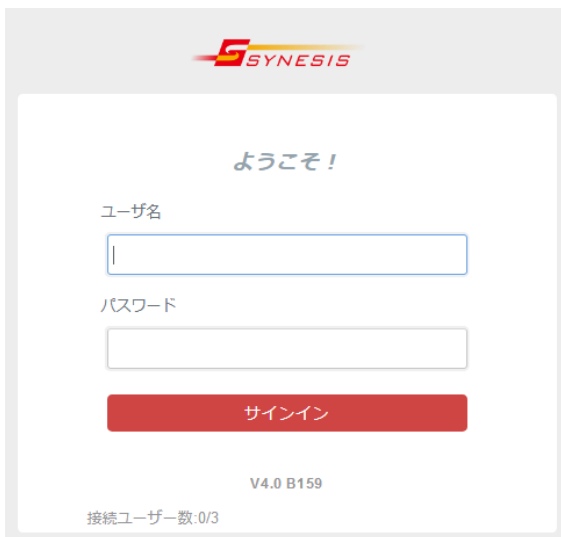 SYNESIS
ようこそ！
ユーザ名
パスワード
サインイン
V4.0 B159
接続ユーザー数:0/3